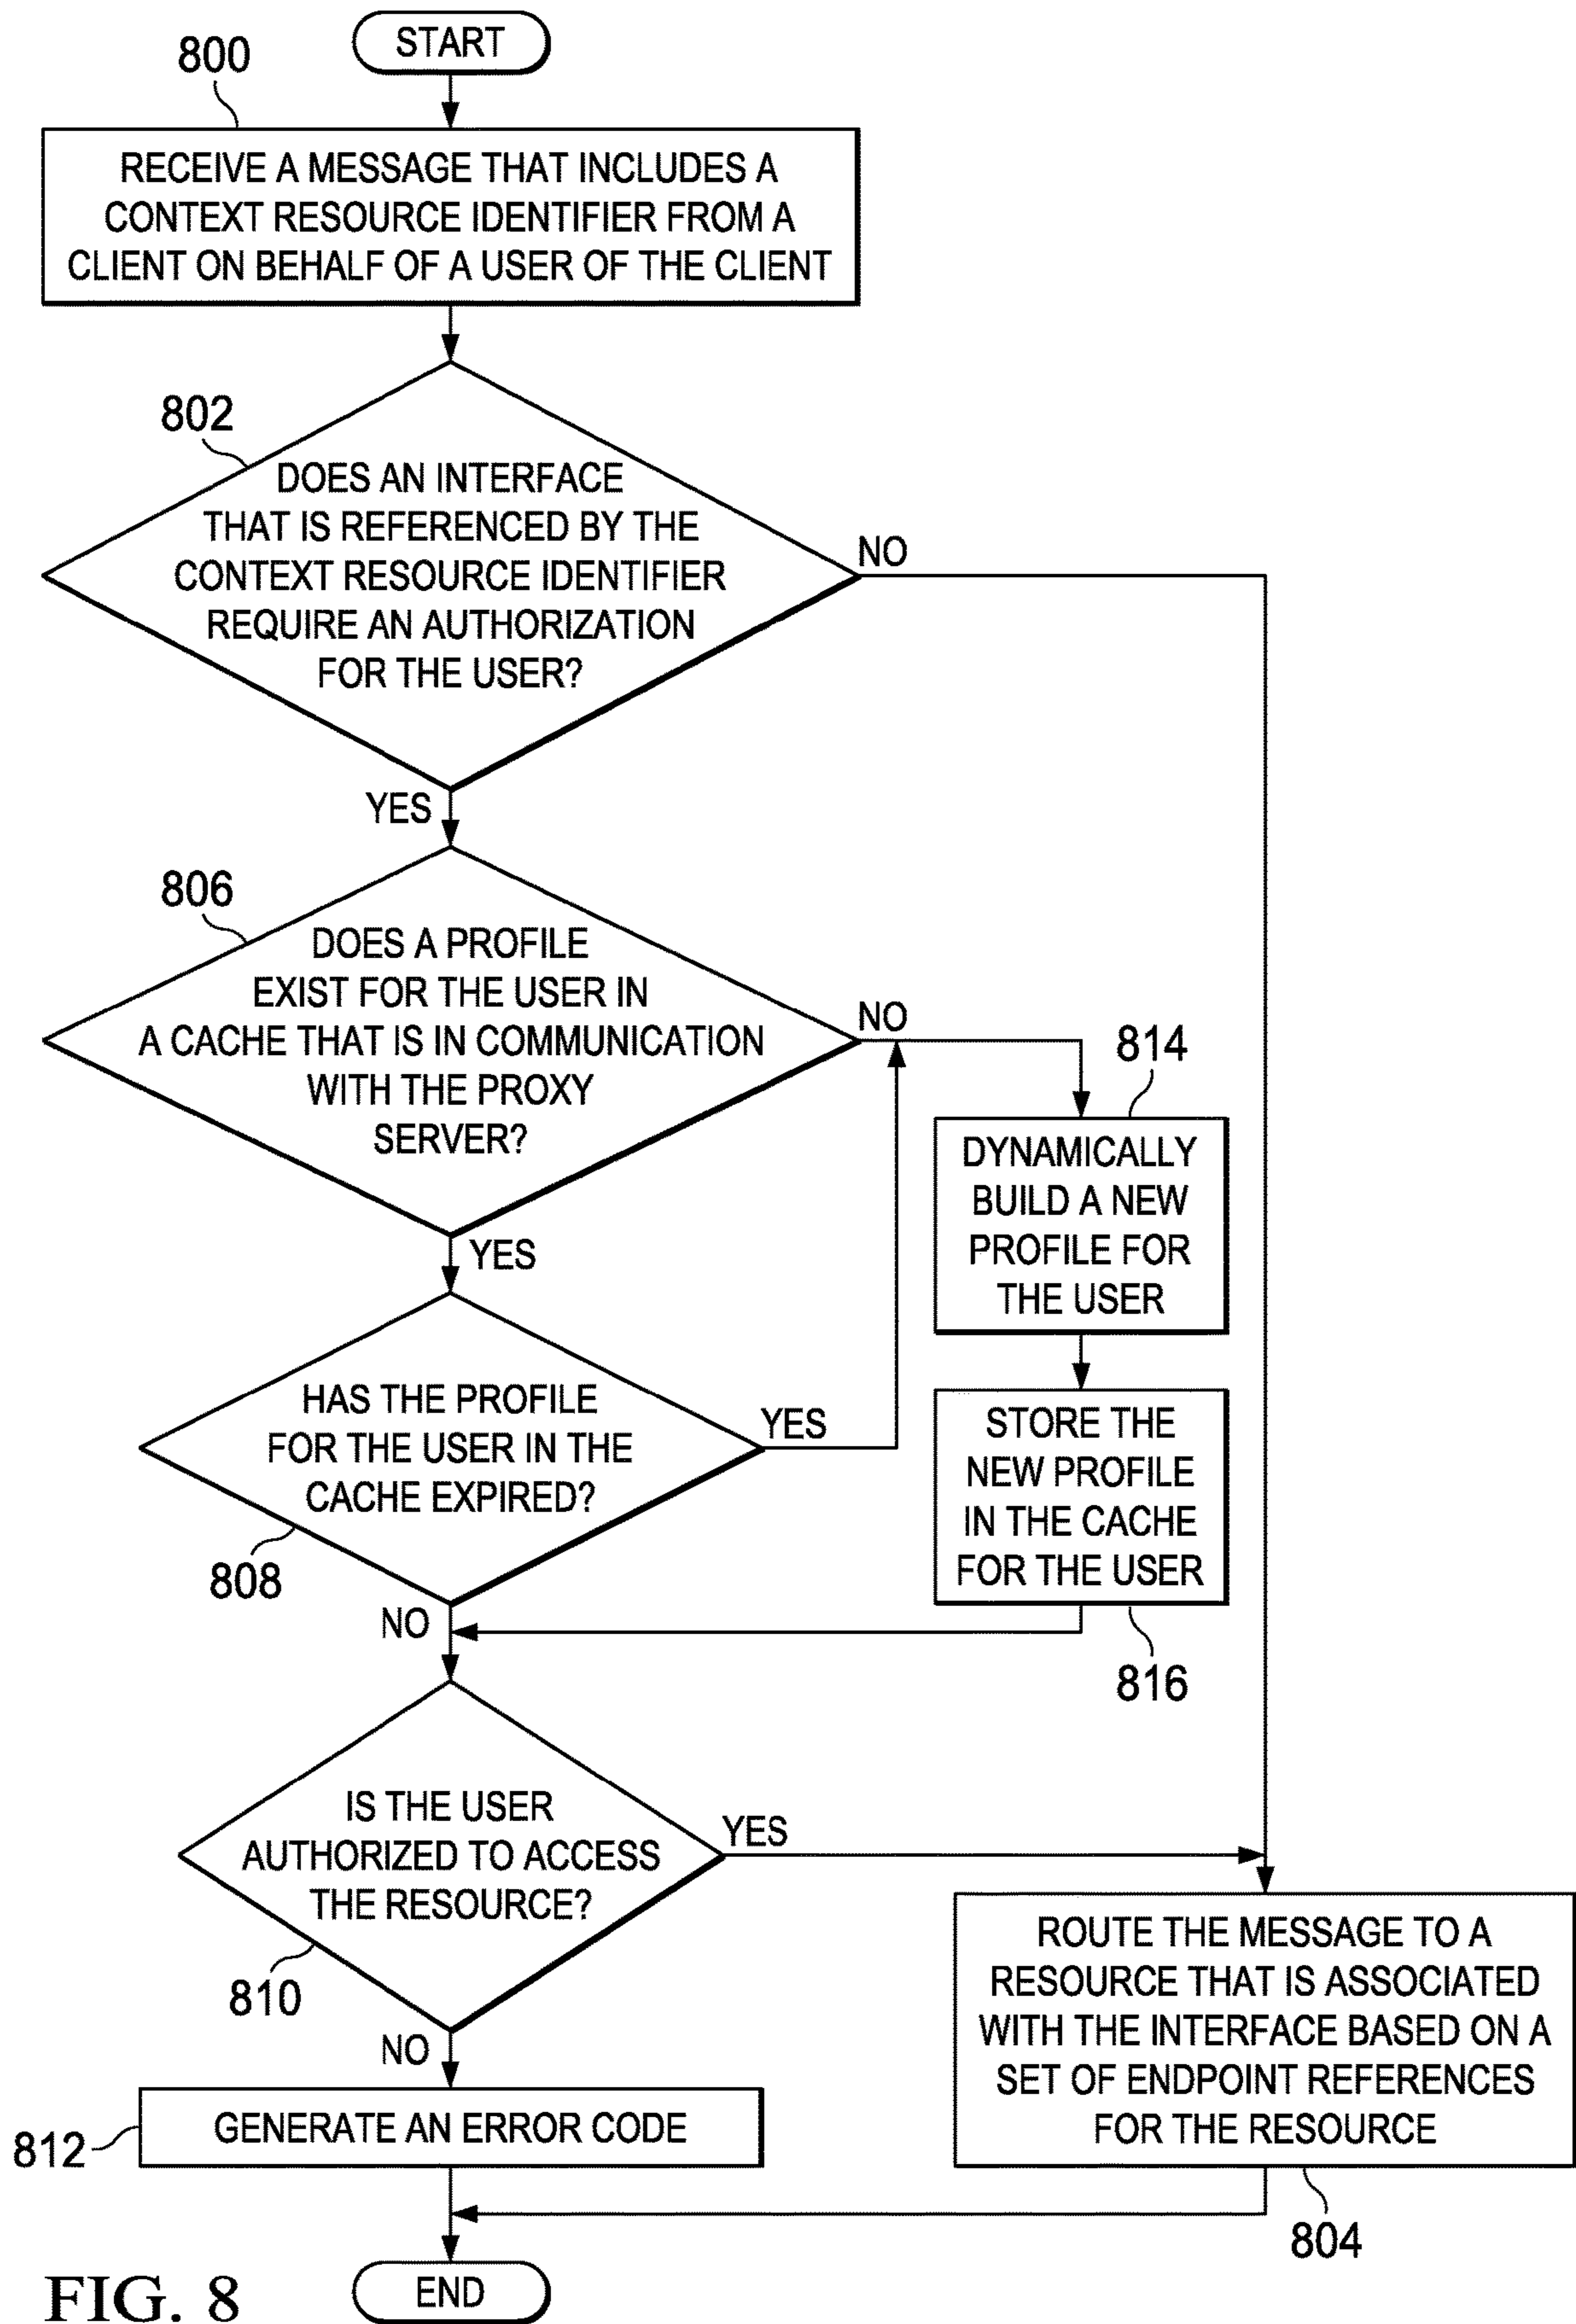 START
800
RECEIVE A MESSAGE THAT INCLUDES A
CONTEXT RESOURCE IDENTIFIER FROM A
CLIENT ON BEHALF OF A USER OF THE CLIENT
802
DOES AN INTERFACE
THAT IS REFERENCED BY THE
CONTEXT RESOURCE IDENTIFIER
REQUIRE AN AUTHORIZATION
FOR THE USER?
NO
YES
806
DOES A PROFILE
EXIST FOR THE USER IN
A CACHE THAT IS IN COMMUNICATION
WITH THE PROXY
SERVER?
NO
YES
814
DYNAMICALLY
BUILD A NEW
PROFILE FOR
THE USER
HAS THE PROFILE
FOR THE USER IN THE
CACHE EXPIRED?
YES
808
NO
STORE THE
NEW PROFILE
IN THE CACHE
FOR THE USER
816
IS THE USER
AUTHORIZED TO ACCESS
THE RESOURCE?
YES
810
NO
ROUTE THE MESSAGE TO A
RESOURCE THAT IS ASSOCIATED
WITH THE INTERFACE BASED ON A
SET OF ENDPOINT REFERENCES
FOR THE RESOURCE
804
GENERATE AN ERROR CODE
812
END
FIG. 8